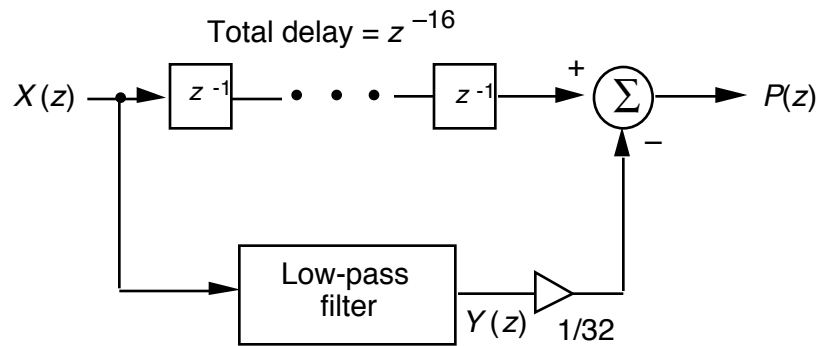 Total delay = z⁻¹⁶
X(z)
z⁻¹
z⁻¹
+
Σ
P(z)
−
Low-pass
filter
Y(z)
1/32